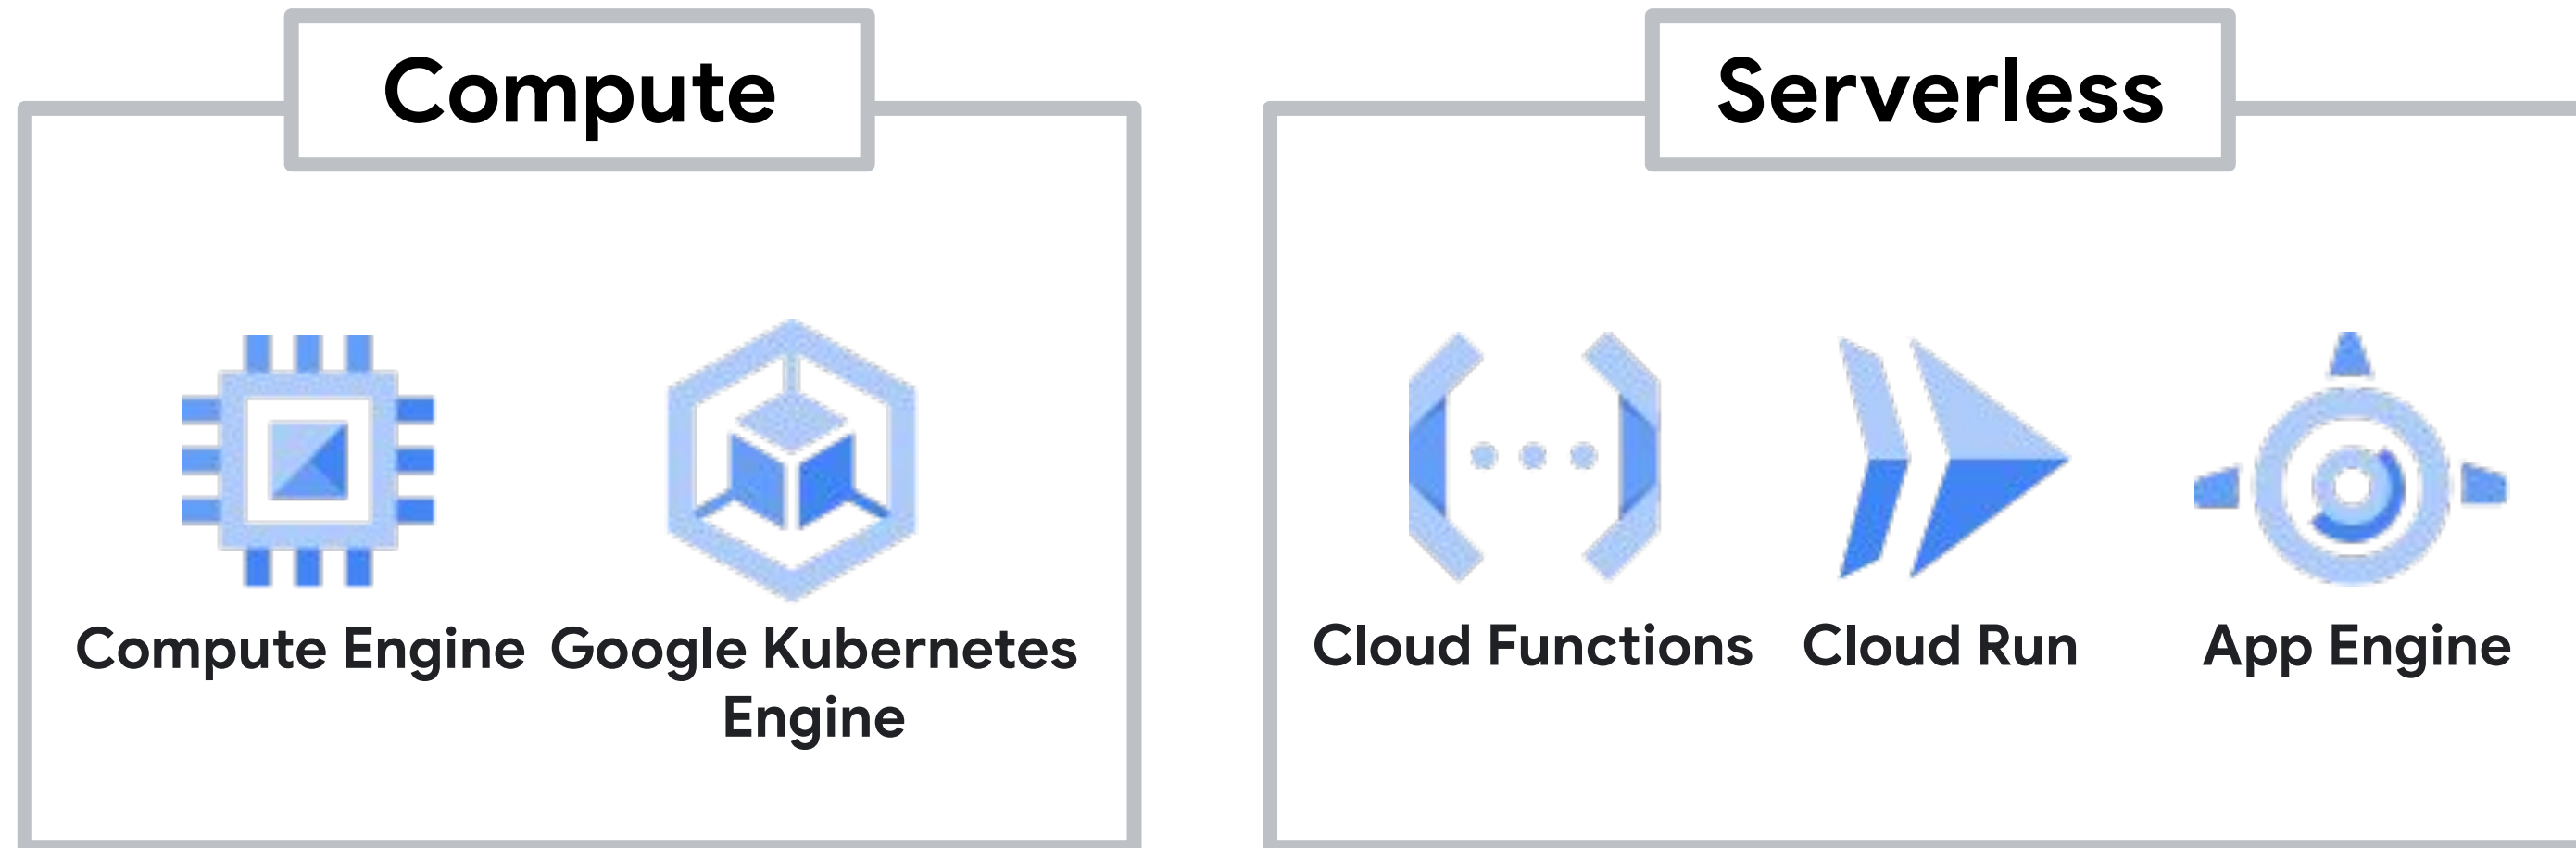 Compute
Compute Engine
Google Kubernetes
Engine
Serverless
Cloud Functions
Cloud Run
App Engine